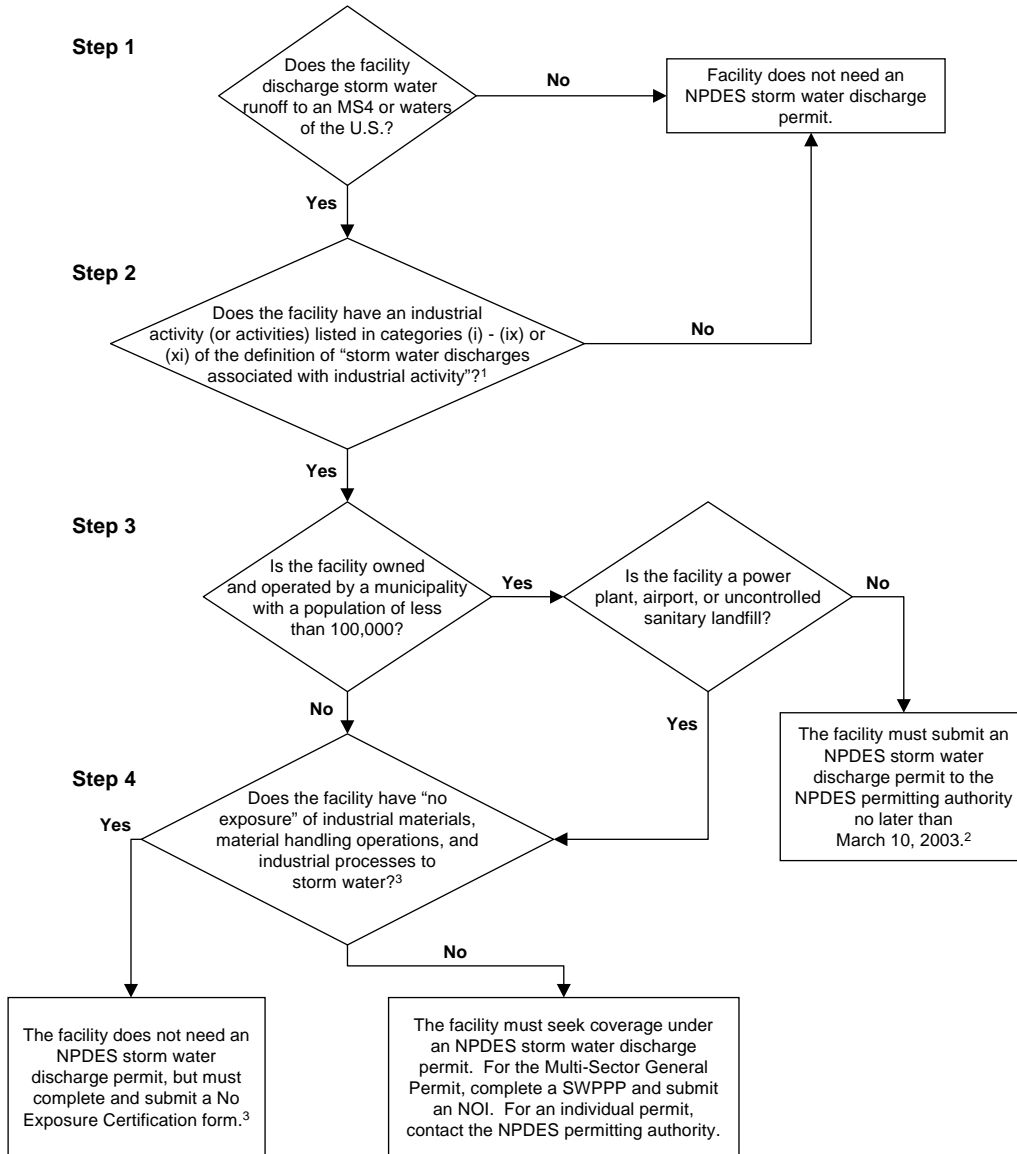 Step 1
Does the facility
discharge storm water
runoff to an MS4 or waters
of the U.S.?
No
Facility does not need an
NPDES storm water discharge
permit.
Yes
Step 2
Does the facility have an industrial
activity (or activities) listed in categories (i) - (ix) or
(xi) of the definition of “storm water discharges
associated with industrial activity”?¹
No
Yes
Step 3
Is the facility owned
and operated by a municipality
with a population of less
than 100,000?
Yes
Is the facility a power
plant, airport, or uncontrolled
sanitary landfill?
No
No
Yes
The facility must submit an
NPDES storm water
discharge permit to the
NPDES permitting authority
no later than
March 10, 2003.²
Step 4
Does the facility have “no
exposure” of industrial materials,
material handling operations, and
industrial processes to
storm water?³
Yes
No
The facility does not need an
NPDES storm water
discharge permit, but must
complete and submit a No
Exposure Certification form.³
The facility must seek coverage under
an NPDES storm water discharge
permit.  For the Multi-Sector General
Permit, complete a SWPPP and submit
an NOI.  For an individual permit,
contact the NPDES permitting authority.